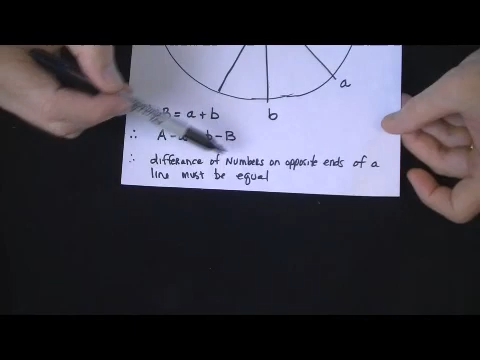 a
b
B = a + b
∴ A - b - B
∴ difference of Numbers on opposite ends of a
line must be equal